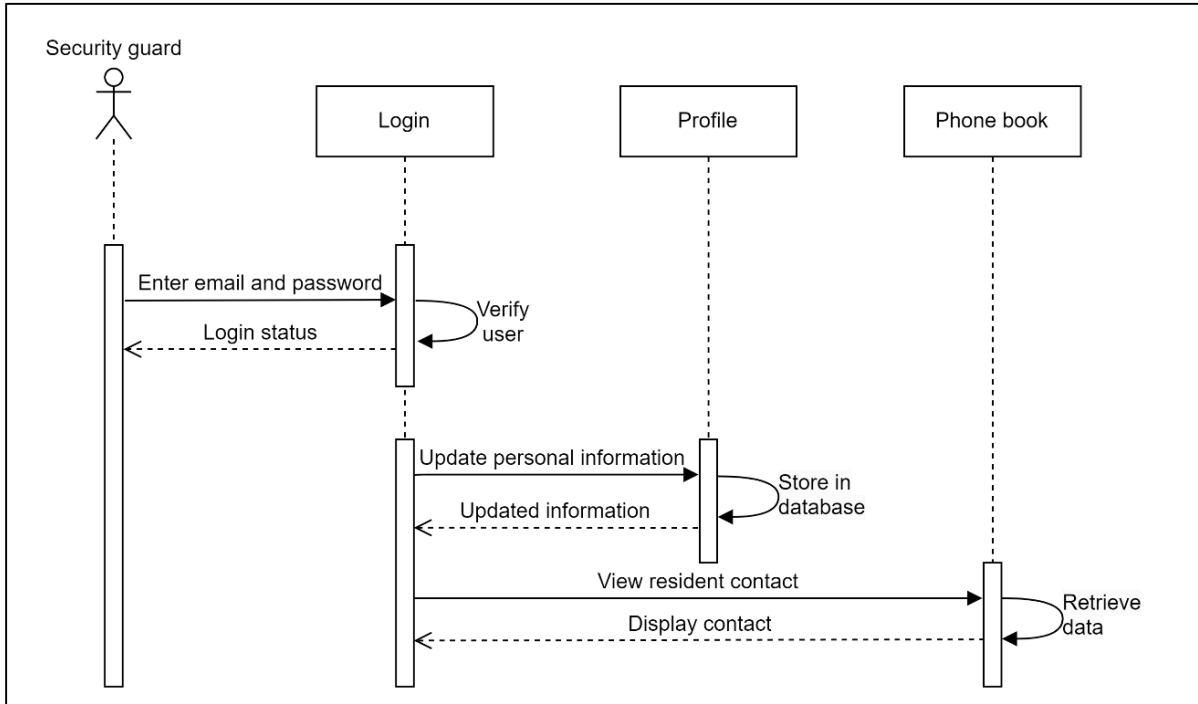 Security guard
Login
Profile
Phone book
Enter email and password
Verify
user
Login status
Update personal information
Store in
database
Updated information
View resident contact
Retrieve
data
Display contact